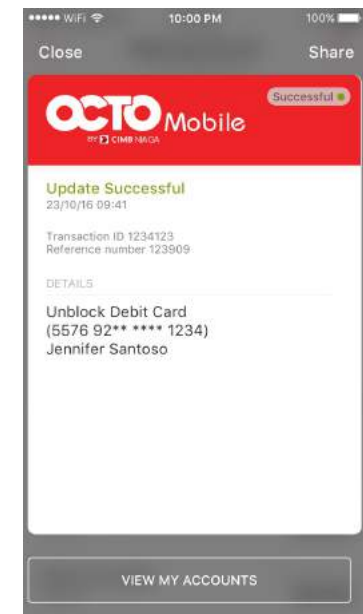 WiFi 10:00 PM 100%
Close Share
Successful
OCTO Mobile
BY CIMB NIAGA
Update Successful
23/10/16 09:41
Transaction ID 1234123
Reference number 123909
DETAILS
Unblock Debit Card
(5576 92** **** 1234)
Jennifer Santoso
VIEW MY ACCOUNTS